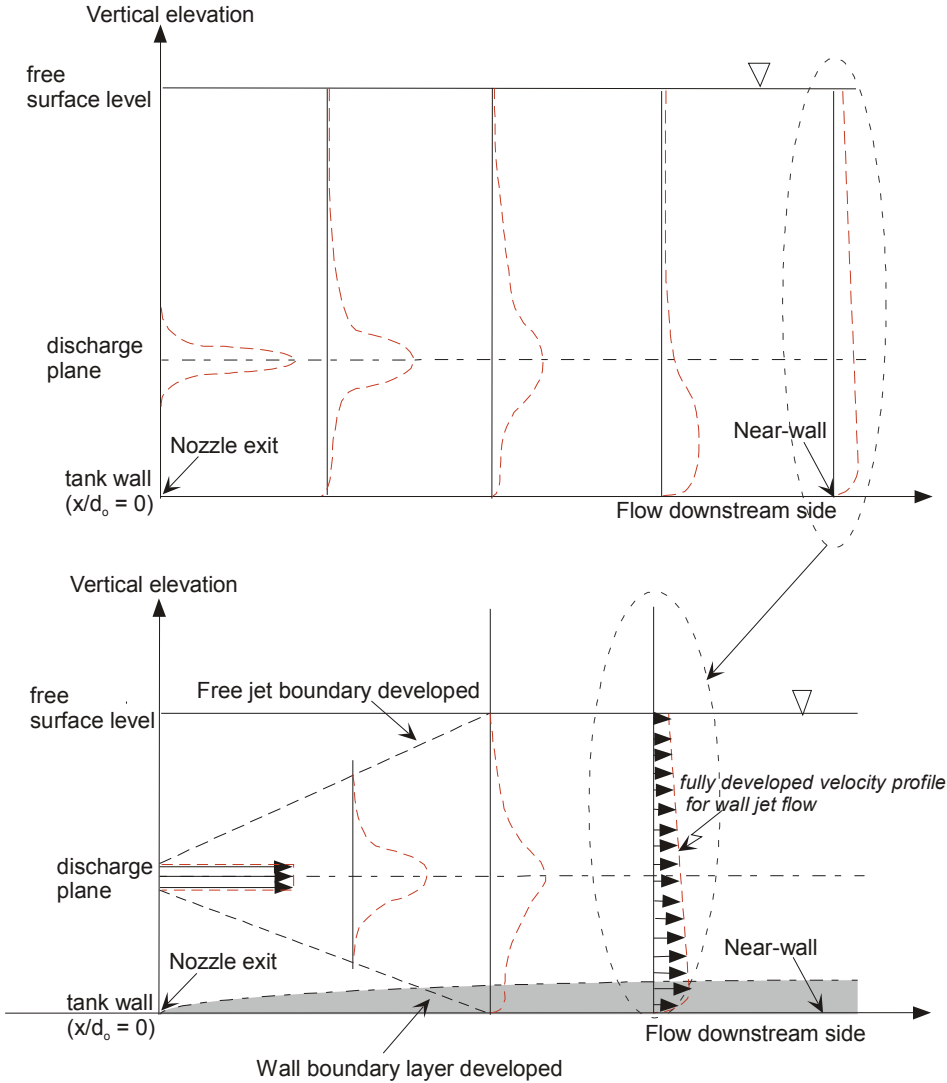 Vertical elevation
free
surface level
discharge
plane
Nozzle exit
Near-wall
tank wall
(x/dₒ = 0)
Flow downstream side
Vertical elevation
free
surface level
Free jet boundary developed
fully developed velocity profile
for wall jet flow
discharge
plane
Nozzle exit
Near-wall
tank wall
(x/dₒ = 0)
Flow downstream side
Wall boundary layer developed